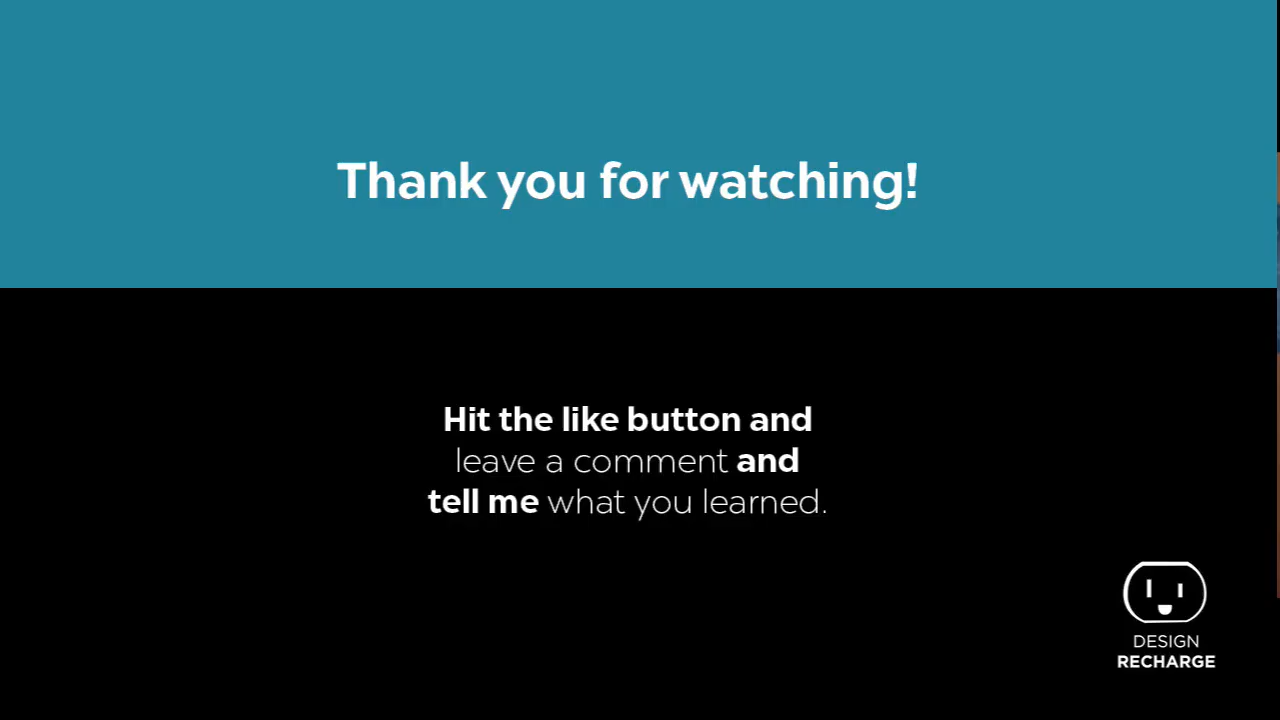 Thank you for watching!
Hit the like button and
leave a comment and
tell me what you learned.
DESIGN
RECHARGE